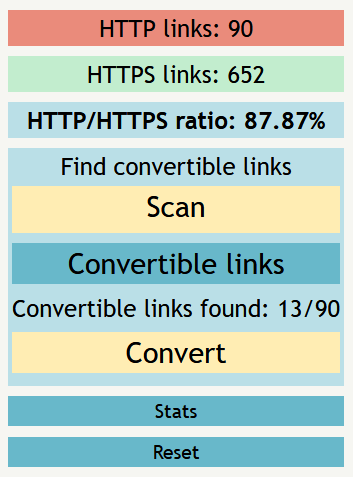 HTTP links: 90
HTTPS links: 652
HTTP/HTTPS ratio: 87.87%
Find convertible links
Scan
Convertible links
Convertible links found: 13/90
Convert
Stats
Reset